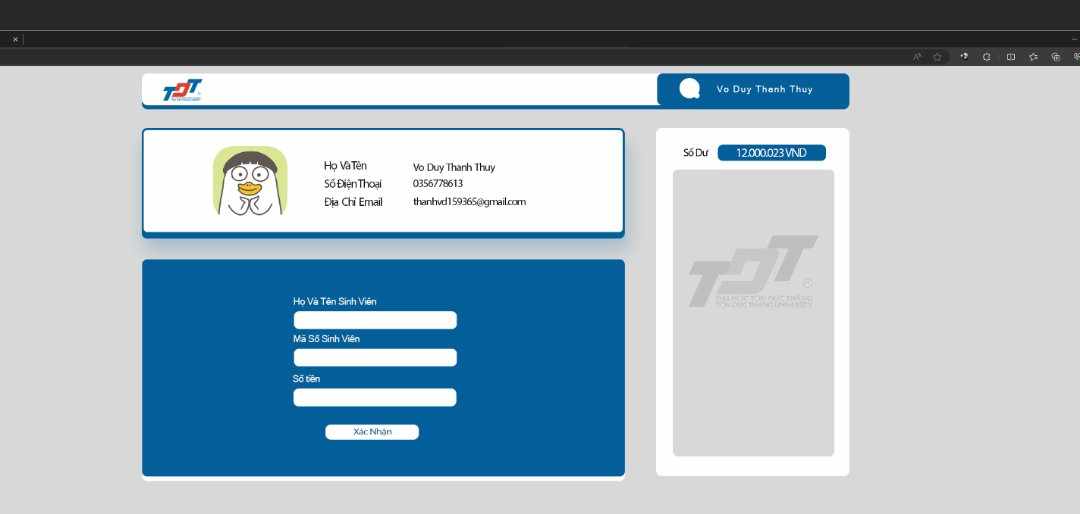 TDT
Vo Duy Thanh Thuy
Họ Và Tên
Vo Duy Thanh Thuy
Số Điện Thoại
0356778613
Địa Chỉ Email
thanhvd159365@gmail.com
Số Dư
12.000.023 VND
TDT
ĐẠI HỌC TÔN ĐỨC THẮNG
TON DUC THANG UNIVERSITY
Họ Và Tên Sinh Viên
Mã Số Sinh Viên
Số tiền
Xác Nhận